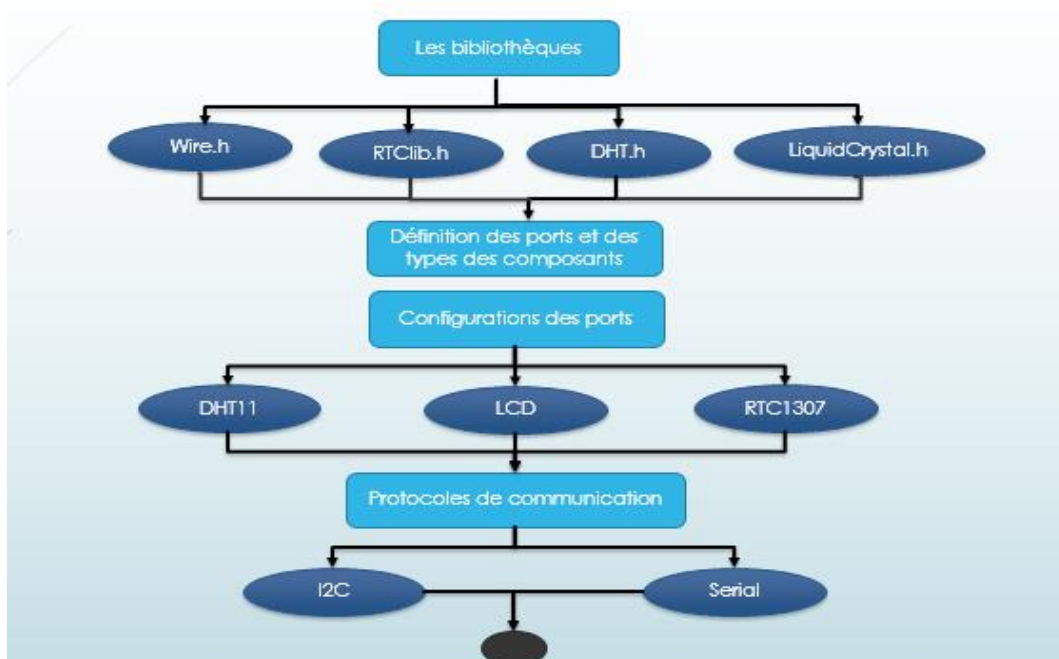 Les bibliothèques
Wire.h
RTClib.h
DHT.h
LiquidCrystal.h
Définition des ports et des
types des composants
Configurations des ports
DHT11
LCD
RTC1307
Protocoles de communication
I2C
Serial